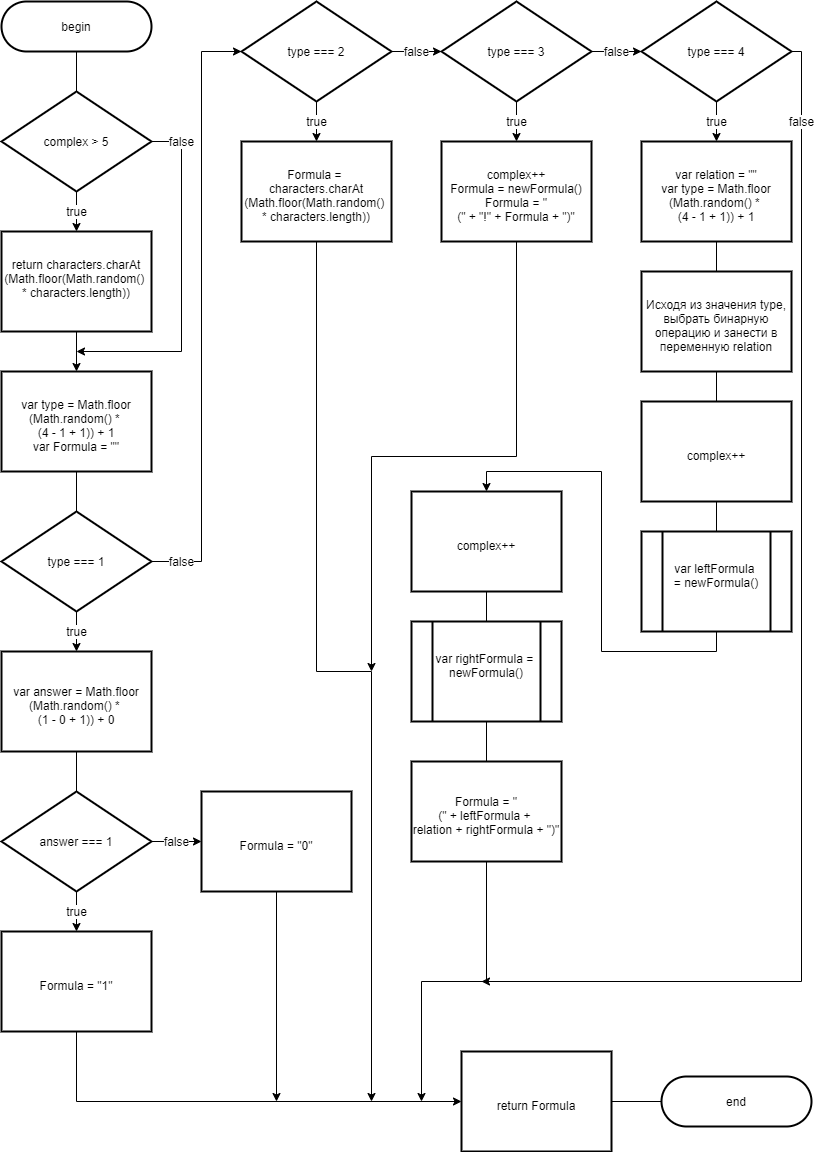 begin
complex > 5
false
true
return characters.charAt
(Math.floor(Math.random()
* characters.length))
var type = Math.floor
(Math.random() *
(4 - 1 + 1)) + 1
var Formula = ""
type === 1
false
true
var answer = Math.floor
(Math.random() *
(1 - 0 + 1)) + 0
answer === 1
false
Formula = "0"
true
Formula = "1"
type === 2
false
true
Formula =
characters.charAt
(Math.floor(Math.random()
* characters.length))
type === 3
false
true
complex++
Formula = newFormula()
Formula = "
(" + "!" + Formula + ")"
type === 4
false
true
var relation = ""
var type = Math.floor
(Math.random() *
(4 - 1 + 1)) + 1
Исходя из значения type,
выбрать бинарную
операцию и занести в
переменную relation
complex++
var leftFormula
= newFormula()
complex++
var rightFormula =
newFormula()
Formula = "
(" + leftFormula +
relation + rightFormula + ")"
return Formula
end